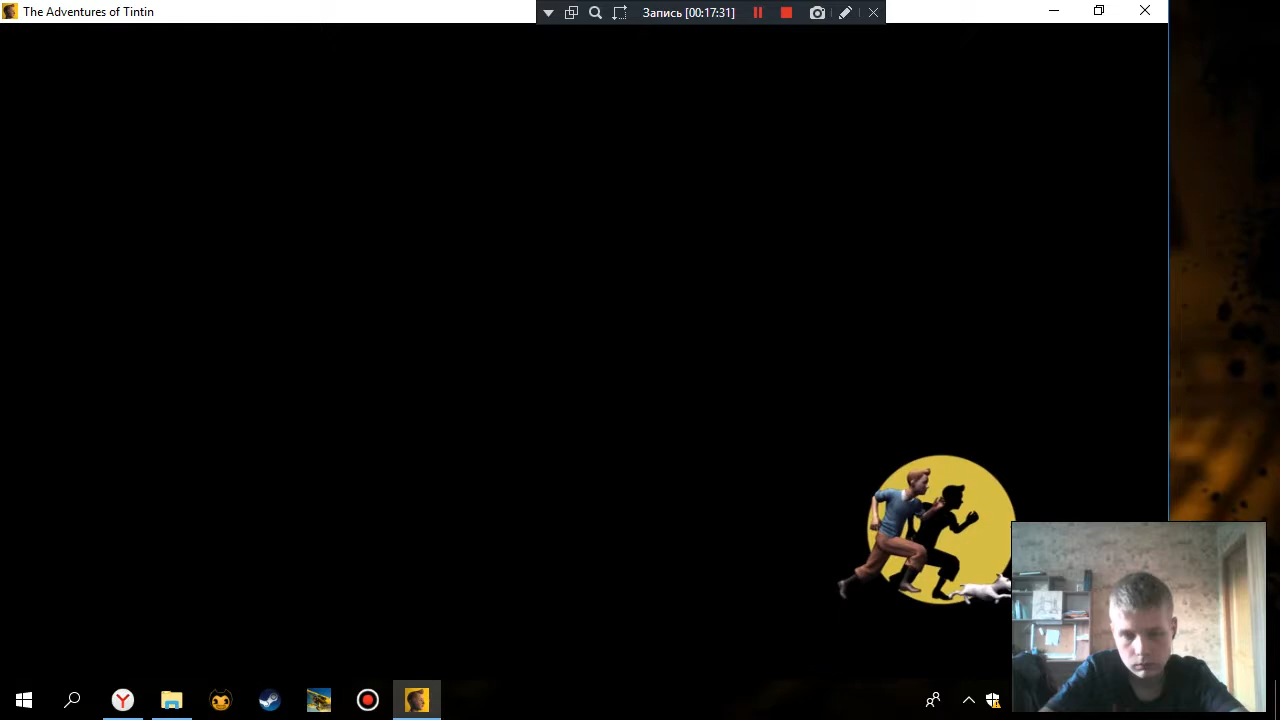 The Adventures of Tintin
Запись [00:17:31]